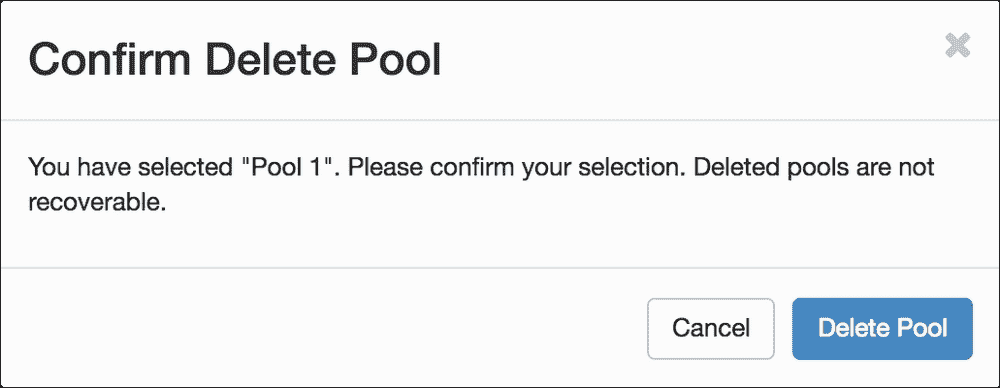 Confirm Delete Pool
You have selected "Pool 1". Please confirm your selection. Deleted pools are not
recoverable.
Cancel
Delete Pool